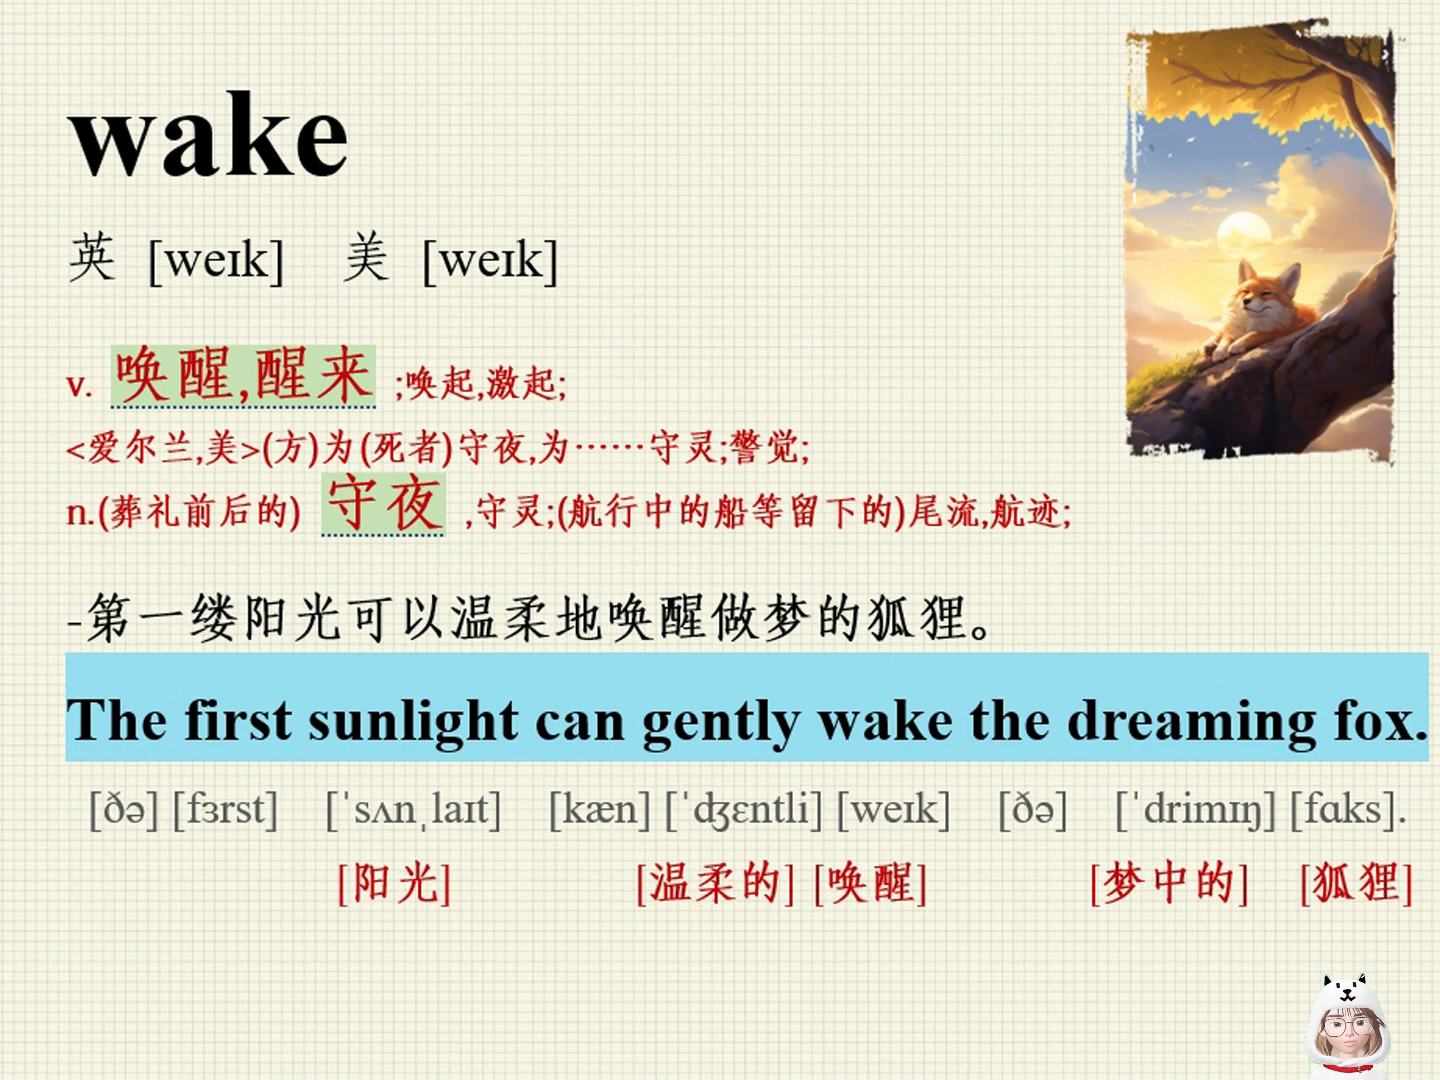 wake
英 [weɪk] 美 [weɪk]
v. 唤醒,醒来 ;唤起,激起;
<爱尔兰,美>(方)为(死者)守夜,为……守灵;警觉;
n.(葬礼前后的) 守夜 ,守灵;(航行中的船等留下的)尾流,航迹;
-第一缕阳光可以温柔地唤醒做梦的狐狸。
The first sunlight can gently wake the dreaming fox.
[ðə] [fɜrst] [ˈsʌnˌlaɪt] [kæn] [ˈʤɛntli] [weɪk] [ðə] [ˈdrimɪŋ] [fɑks].
[阳光] [温柔的] [唤醒] [梦中的] [狐狸]